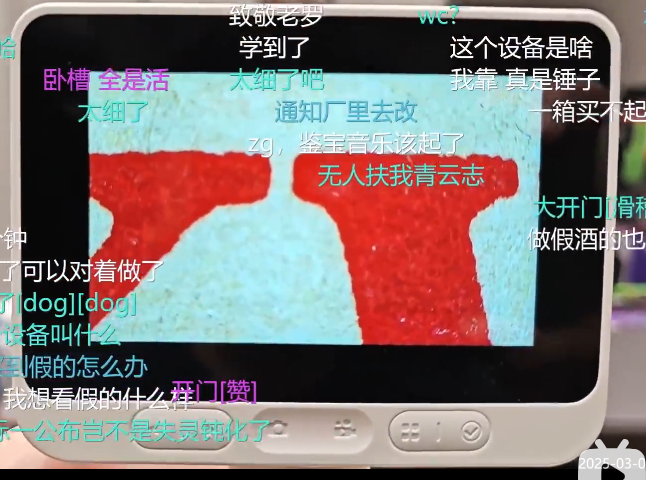 致敬老罗
wc?
哈
学到了
这个设备是啥
卧槽 全是活
太细了吧
我靠 真是锤子
太细了
通知厂里去改
一箱买不起
zg，鉴宝音乐该起了
无人扶我青云志
大开门[滑稽
做假酒的也
钟
了可以对着做了
了[dog][dog]
设备叫什么
到假的怎么办
我想看假的什么样
开门[赞]
标一公布岂不是失灵钝化了
2025-03-0